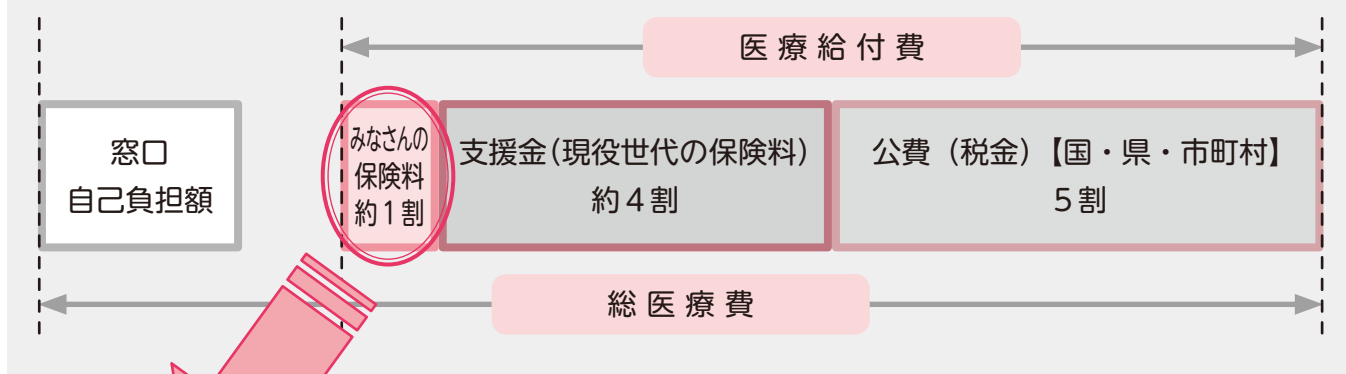 医療給付費
窓口
自己負担額
みなさんの
保険料
約1割
支援金(現役世代の保険料)
約4割
公費(税金)【国・県・市町村】
5割
総医療費